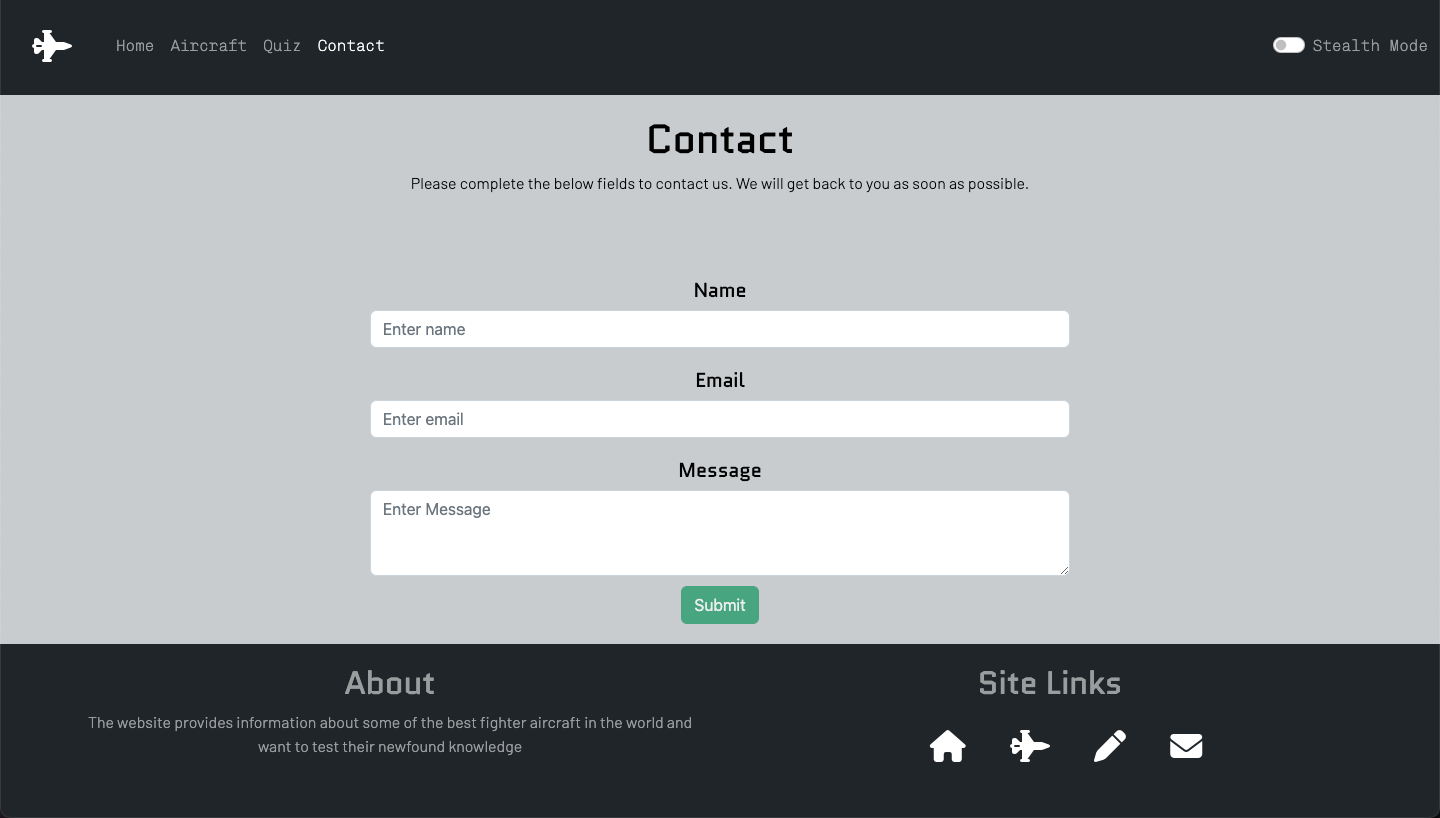 Home Aircraft Quiz Contact Stealth Mode
Contact
Please complete the below fields to contact us. We will get back to you as soon as possible.
Name
Enter name
Email
Enter email
Message
Enter Message
Submit
About
The website provides information about some of the best fighter aircraft in the world and
want to test their newfound knowledge
Site Links